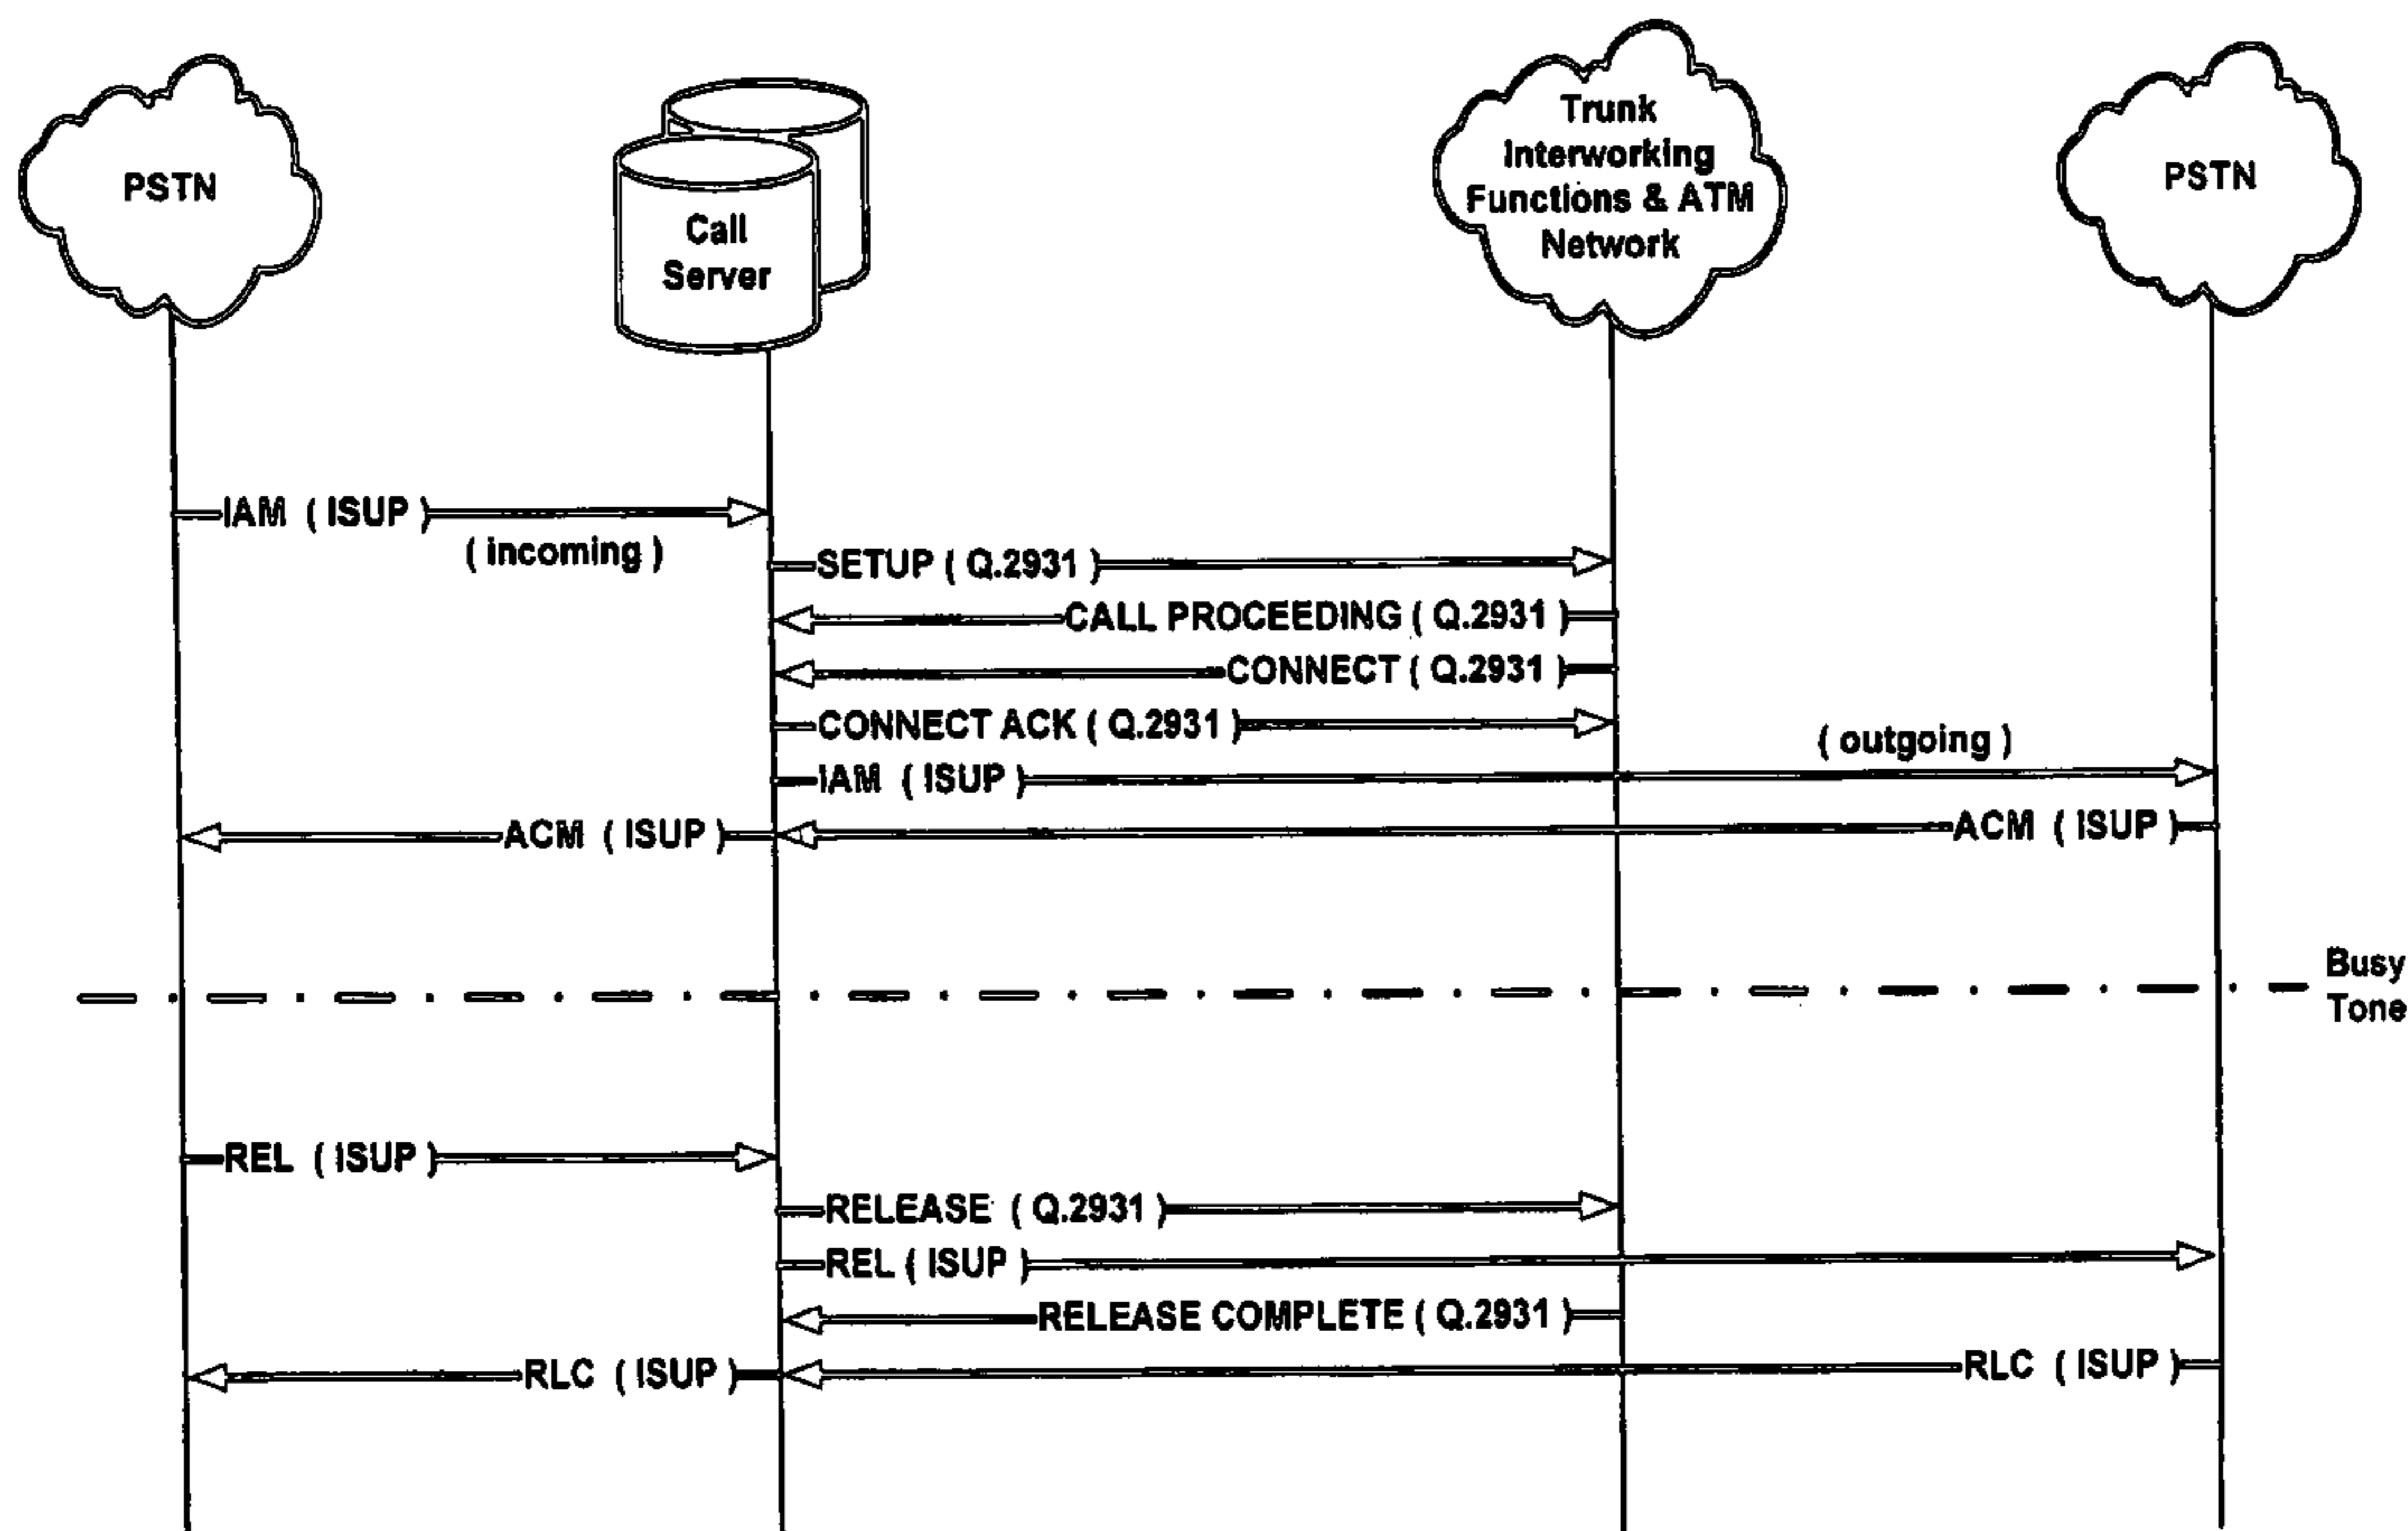 PSTN
Call
Server
Trunk
Interworking
Functions & ATM
Network
PSTN
IAM ( ISUP )
( incoming )
SETUP ( Q.2931 )
CALL PROCEEDING ( Q.2931 )
CONNECT ( Q.2931 )
CONNECT ACK ( Q.2931 )
( outgoing )
IAM ( ISUP )
ACM ( ISUP )
ACM ( ISUP )
Busy
Tone
REL ( ISUP )
RELEASE ( Q.2931 )
REL ( ISUP )
RELEASE COMPLETE ( Q.2931 )
RLC ( ISUP )
RLC ( ISUP )